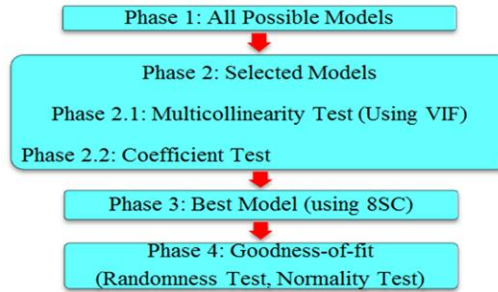 Phase 1: All Possible Models
Phase 2: Selected Models
Phase 2.1: Multicollinearity Test (Using VIF)
Phase 2.2: Coefficient Test
Phase 3: Best Model (using 8SC)
Phase 4: Goodness-of-fit
(Randomness Test, Normality Test)